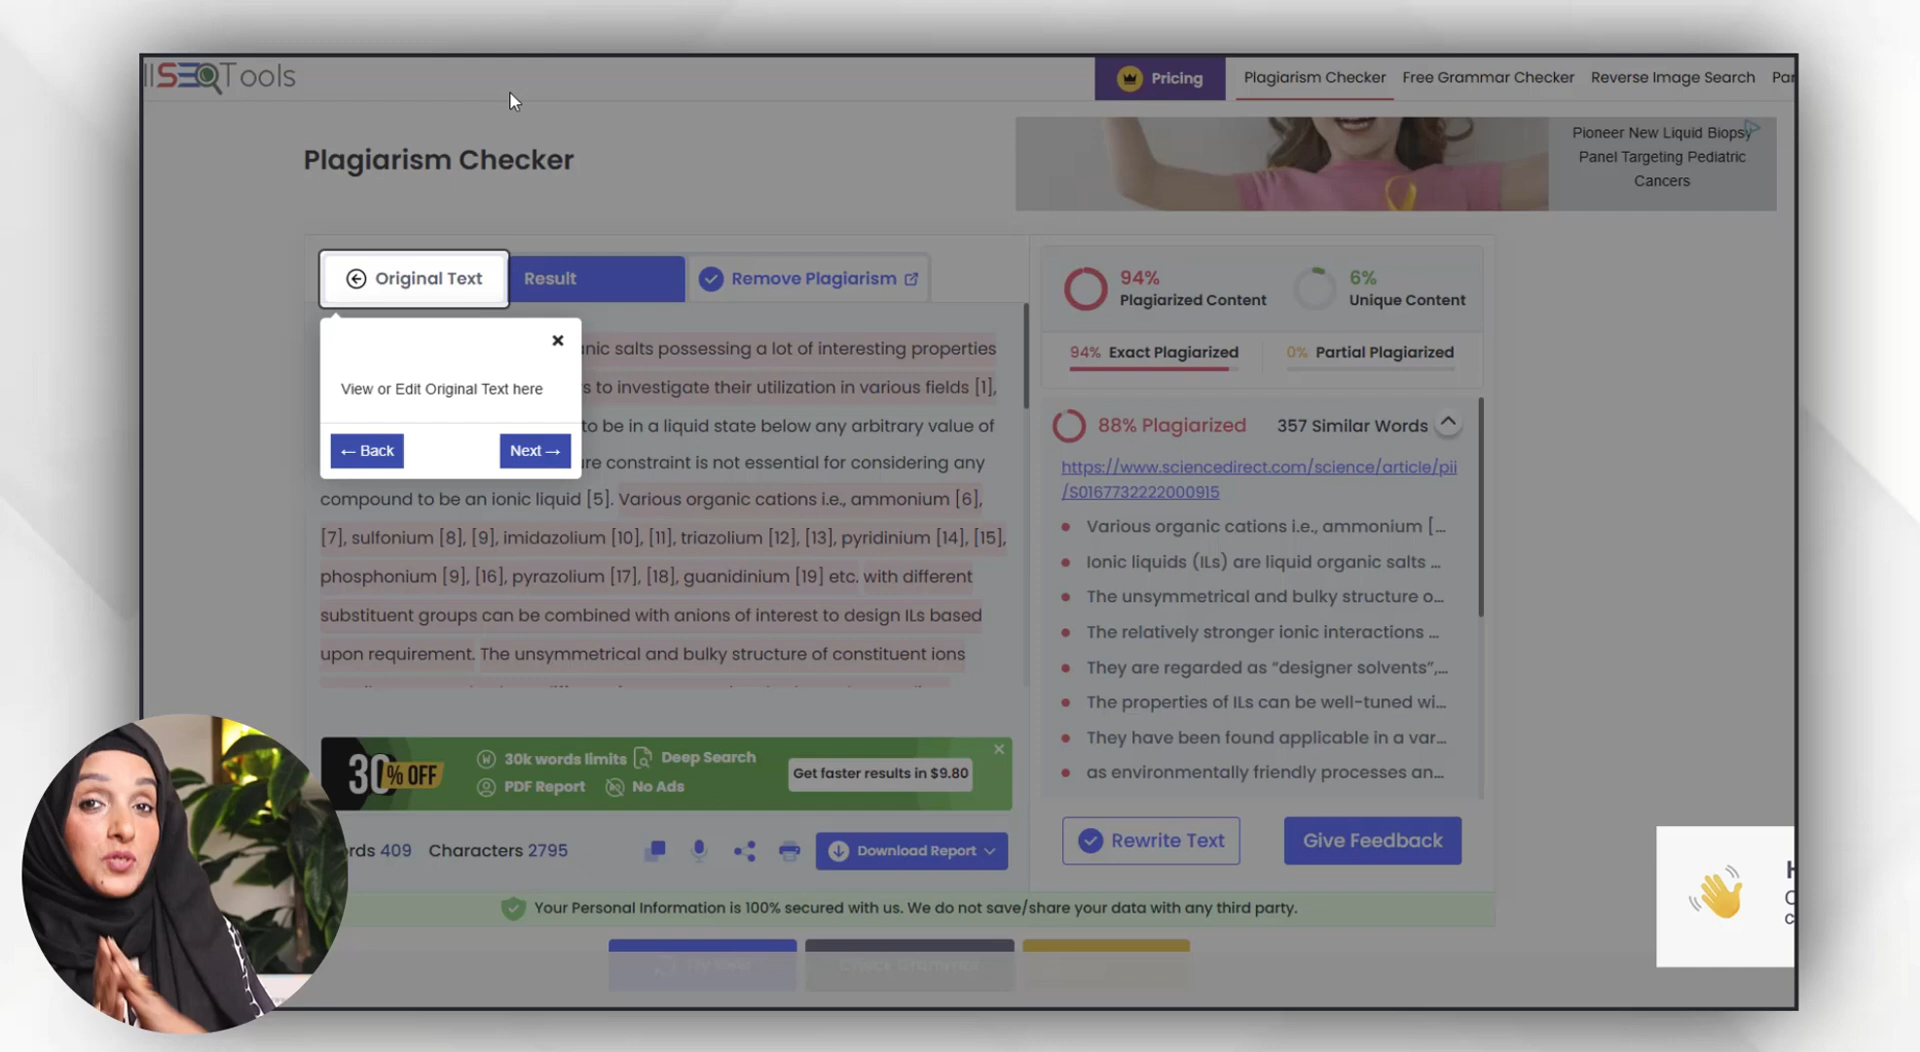 llSEQTools
Pricing
Plagiarism Checker
Free Grammar Checker
Reverse Image Search
Par
Plagiarism Checker
Pioneer New Liquid Biopsy
Panel Targeting Pediatric
Cancers
Original Text
Result
Remove Plagiarism
View or Edit Original Text here
← Back
Next →
nic salts possessing a lot of interesting properties
s to investigate their utilization in various fields [1],
to be in a liquid state below any arbitrary value of
re constraint is not essential for considering any
compound to be an ionic liquid [5]. Various organic cations i.e., ammonium [6],
[7], sulfonium [8], [9], imidazolium [10], [11], triazolium [12], [13], pyridinium [14], [15],
phosphonium [9], [16], pyrazolium [17], [18], guanidinium [19] etc. with different
substituent groups can be combined with anions of interest to design ILs based
upon requirement. The unsymmetrical and bulky structure of constituent ions
94%
Plagiarized Content
6%
Unique Content
94% Exact Plagiarized
0% Partial Plagiarized
88% Plagiarized
357 Similar Words
https://www.sciencedirect.com/science/article/pii
/S0167732222000915
Various organic cations i.e., ammonium [...
Ionic liquids (ILs) are liquid organic salts ...
The unsymmetrical and bulky structure o...
The relatively stronger ionic interactions ...
They are regarded as “designer solvents”,...
The properties of ILs can be well-tuned wi...
They have been found applicable in a var...
as environmentally friendly processes an...
30% OFF
30k words limits
Deep Search
PDF Report
No Ads
Get faster results in $9.80
rds 409
Characters 2795
Download Report
Rewrite Text
Give Feedback
Your Personal Information is 100% secured with us. We do not save/share your data with any third party.
Check Grammar